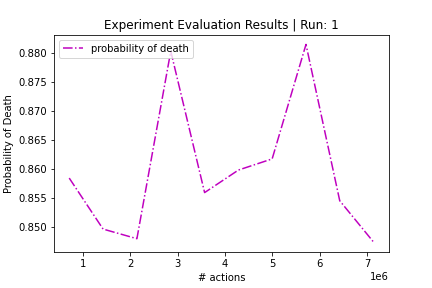 Experiment Evaluation Results | Run: 1
probability of death
Probability of Death
0.880
0.875
0.870
0.865
0.860
0.855
0.850
1 2 3 4 5 6 7
1e6
# actions